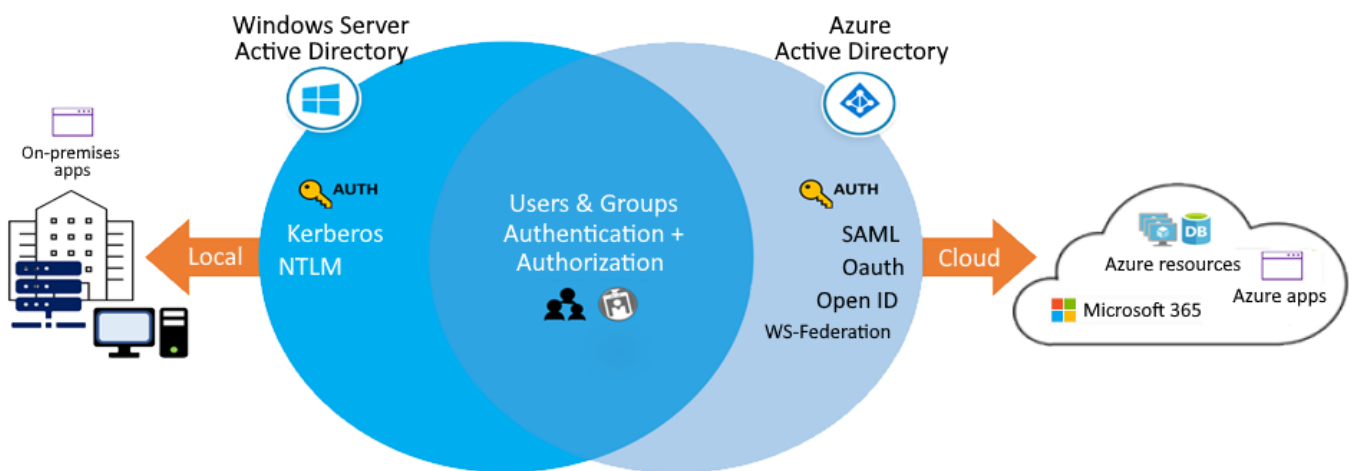 Windows Server
Active Directory
Azure
Active Directory
On-premises
apps
AUTH
Kerberos
NTLM
Local
Users & Groups
Authentication +
Authorization
AUTH
SAML
Oauth
Open ID
WS-Federation
Cloud
DB
Azure resources
Azure apps
Microsoft 365